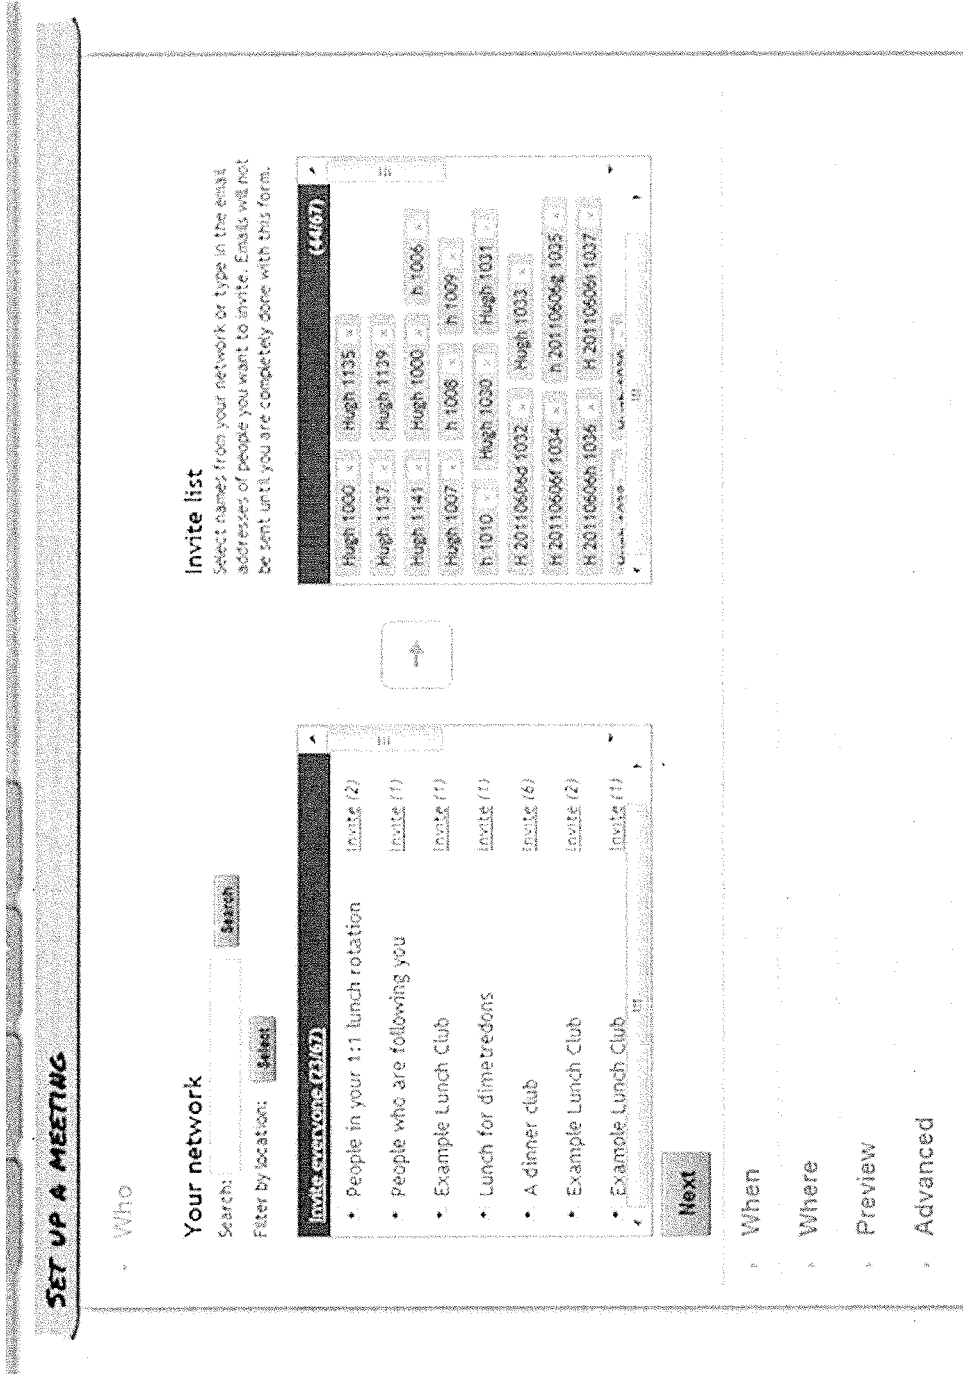 SET UP A MEETING
Who
Your network
Search:
Search
Filter by location:
Select
Invite everyone (23/67)
• People in your 1:1 lunch rotation Invite (2)
• People who are following you Invite (1)
• Example Lunch Club Invite (1)
• Lunch for dimetredons Invite (1)
• A dinner club Invite (6)
• Example Lunch Club Invite (2)
• Example Lunch Club Invite (1)
Invite list
Select names from your network or type in the email
addresses of people you want to invite. Emails will not
be sent until you are completely done with this form.
(44/67)
Hugh 1000 × Hugh 1135 ×
Hugh 1137 × Hugh 1139 ×
Hugh 1141 × Hugh 1000 × h 1006 ×
Hugh 1007 × h 1008 × h 1009 ×
h 1010 × Hugh 1030 × Hugh 1031 ×
H 20110606d 1032 × Hugh 1033 ×
H 20110606f 1034 × h 20110606g 1035 ×
H 20110606h 1036 × H 20110606i 1037 ×
Next
When
Where
Preview
Advanced